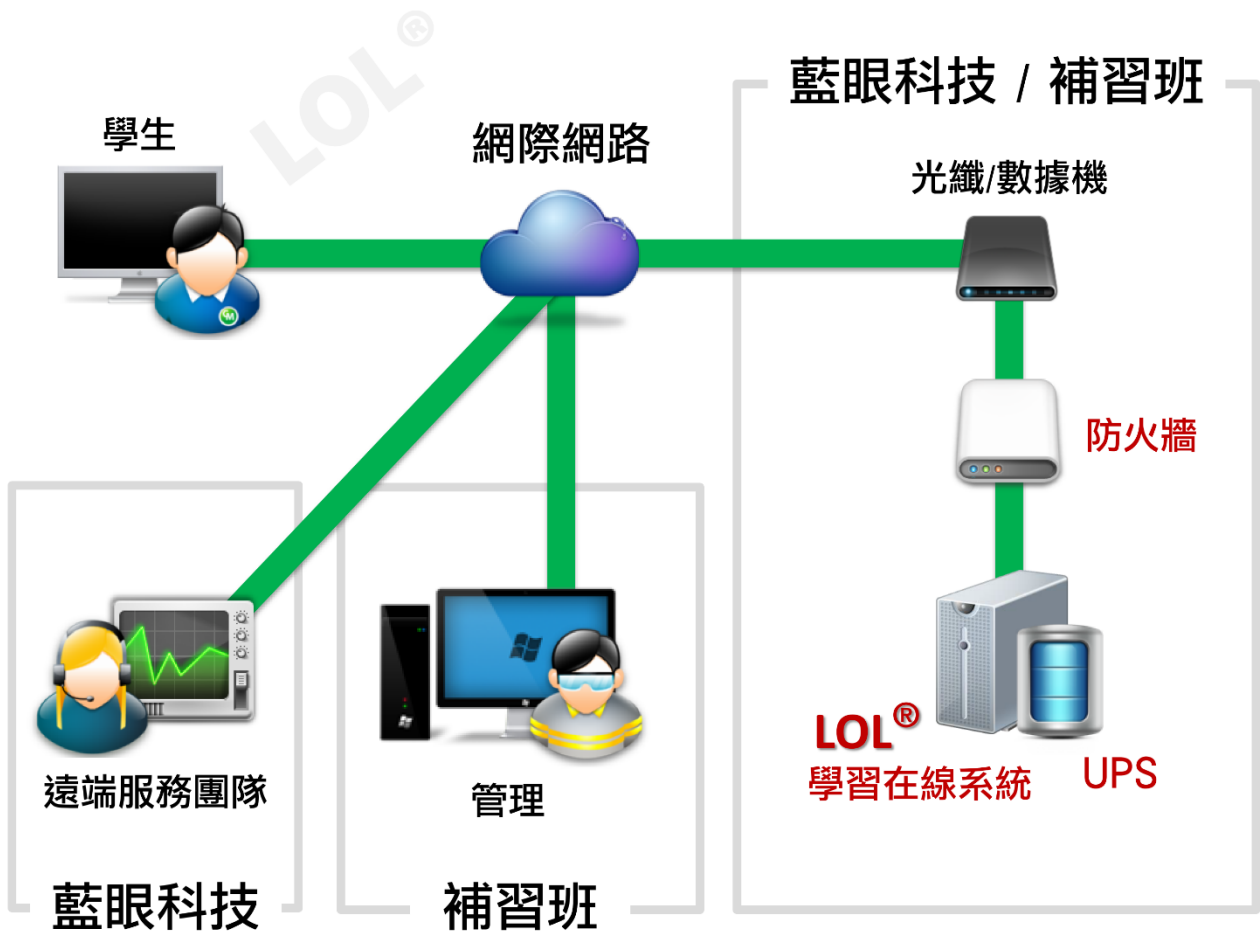 LOL®
藍眼科技 / 補習班
學生
網際網路
光纖/數據機
防火牆
LOL®
學習在線系統
UPS
遠端服務團隊
管理
藍眼科技
補習班